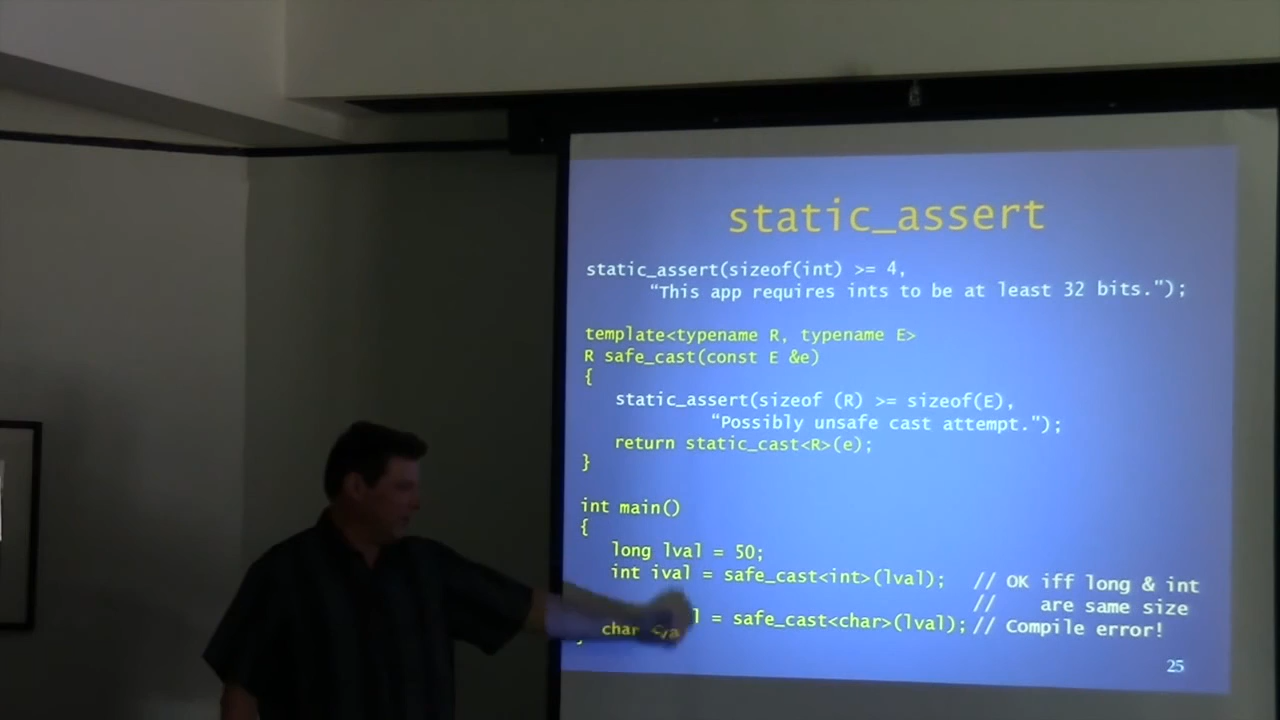 static_assert
static_assert(sizeof(int) >= 4,
“This app requires ints to be at least 32 bits.”);
template<typename R, typename E>
R safe_cast(const E &e)
{
static_assert(sizeof (R) >= sizeof(E),
“Possibly unsafe cast attempt.”);
return static_cast<R>(e);
}
int main()
{
long lval = 50;
int ival = safe_cast<int>(lval); // OK iff long & int
// are same size
char cval = safe_cast<char>(lval); // Compile error!
}
25